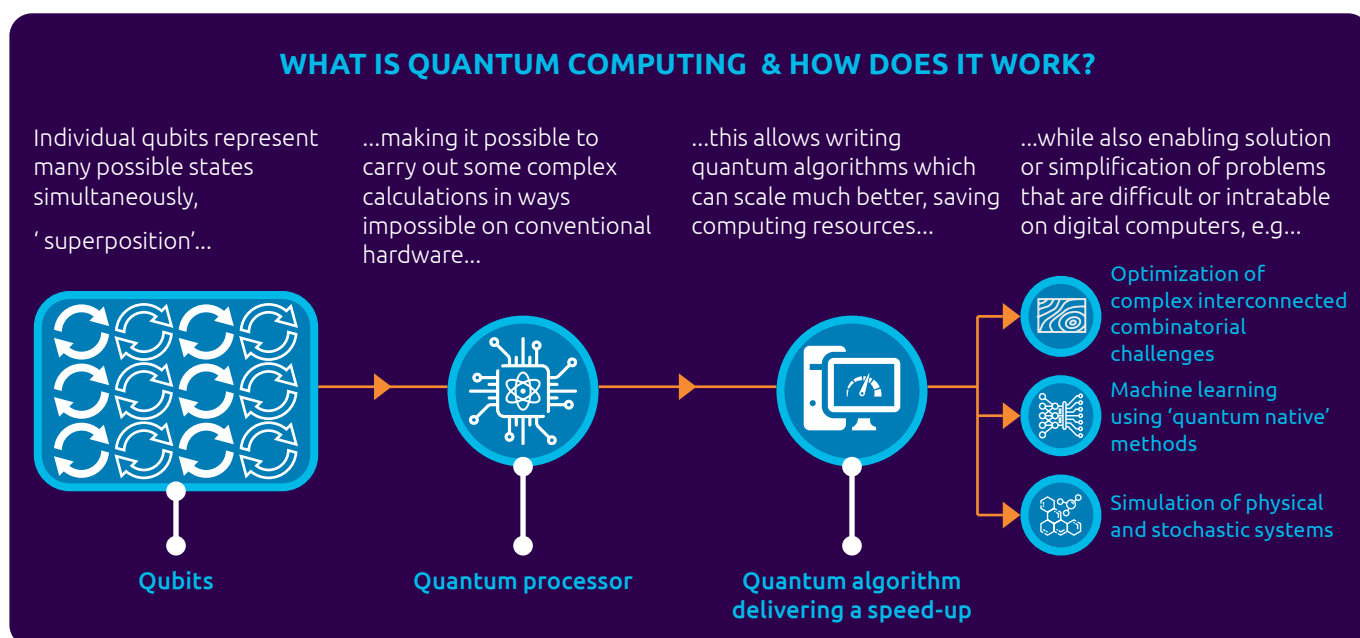 WHAT IS QUANTUM COMPUTING & HOW DOES IT WORK?
Individual qubits represent
many possible states
simultaneously,
‘ superposition’...
...making it possible to
carry out some complex
calculations in ways
impossible on conventional
hardware...
...this allows writing
quantum algorithms which
can scale much better, saving
computing resources...
...while also enabling solution
or simplification of problems
that are difficult or intratable
on digital computers, e.g...
Qubits
Quantum processor
Quantum algorithm
delivering a speed-up
Optimization of
complex interconnected
combinatorial
challenges
Machine learning
using ‘quantum native’
methods
Simulation of physical
and stochastic systems